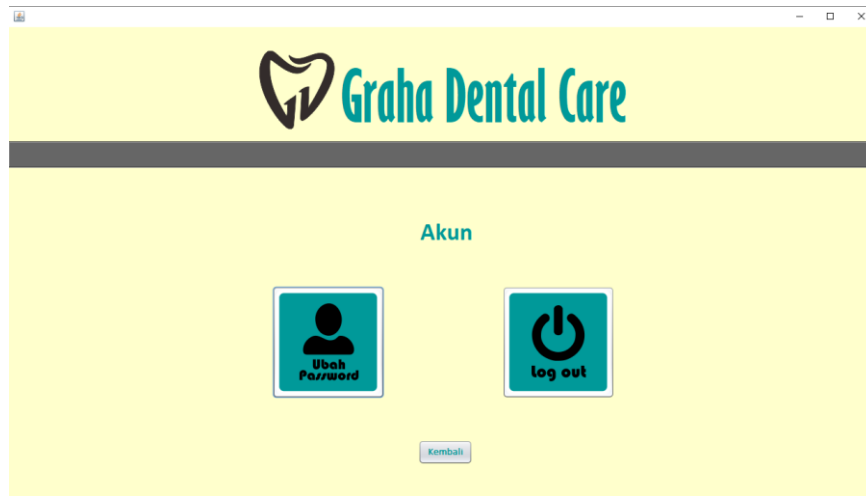 Graha Dental Care
Akun
Ubah
Password
Log out
Kembali